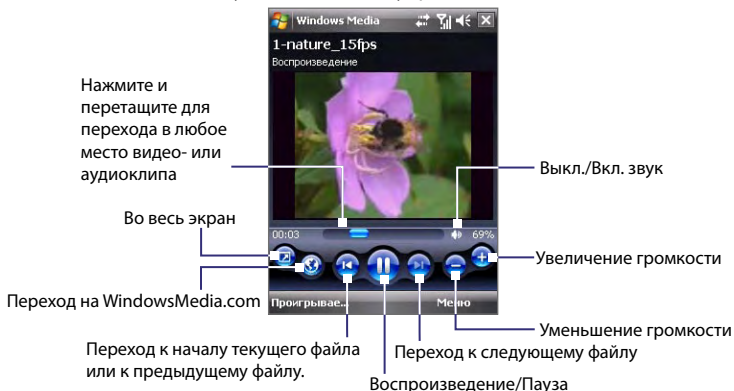 Windows Media
1-nature_15fps
Воспроизведение
Нажмите и
перетащите для
перехода в любое
место видео- или
аудиоклипа
Выкл./Вкл. звук
Во весь экран
00:03
69%
Увеличение громкости
Переход на WindowsMedia.com
Проигрывае...
Меню
Уменьшение громкости
Переход к началу текущего файла
или к предыдущему файлу.
Переход к следующему файлу
Воспроизведение/Пауза